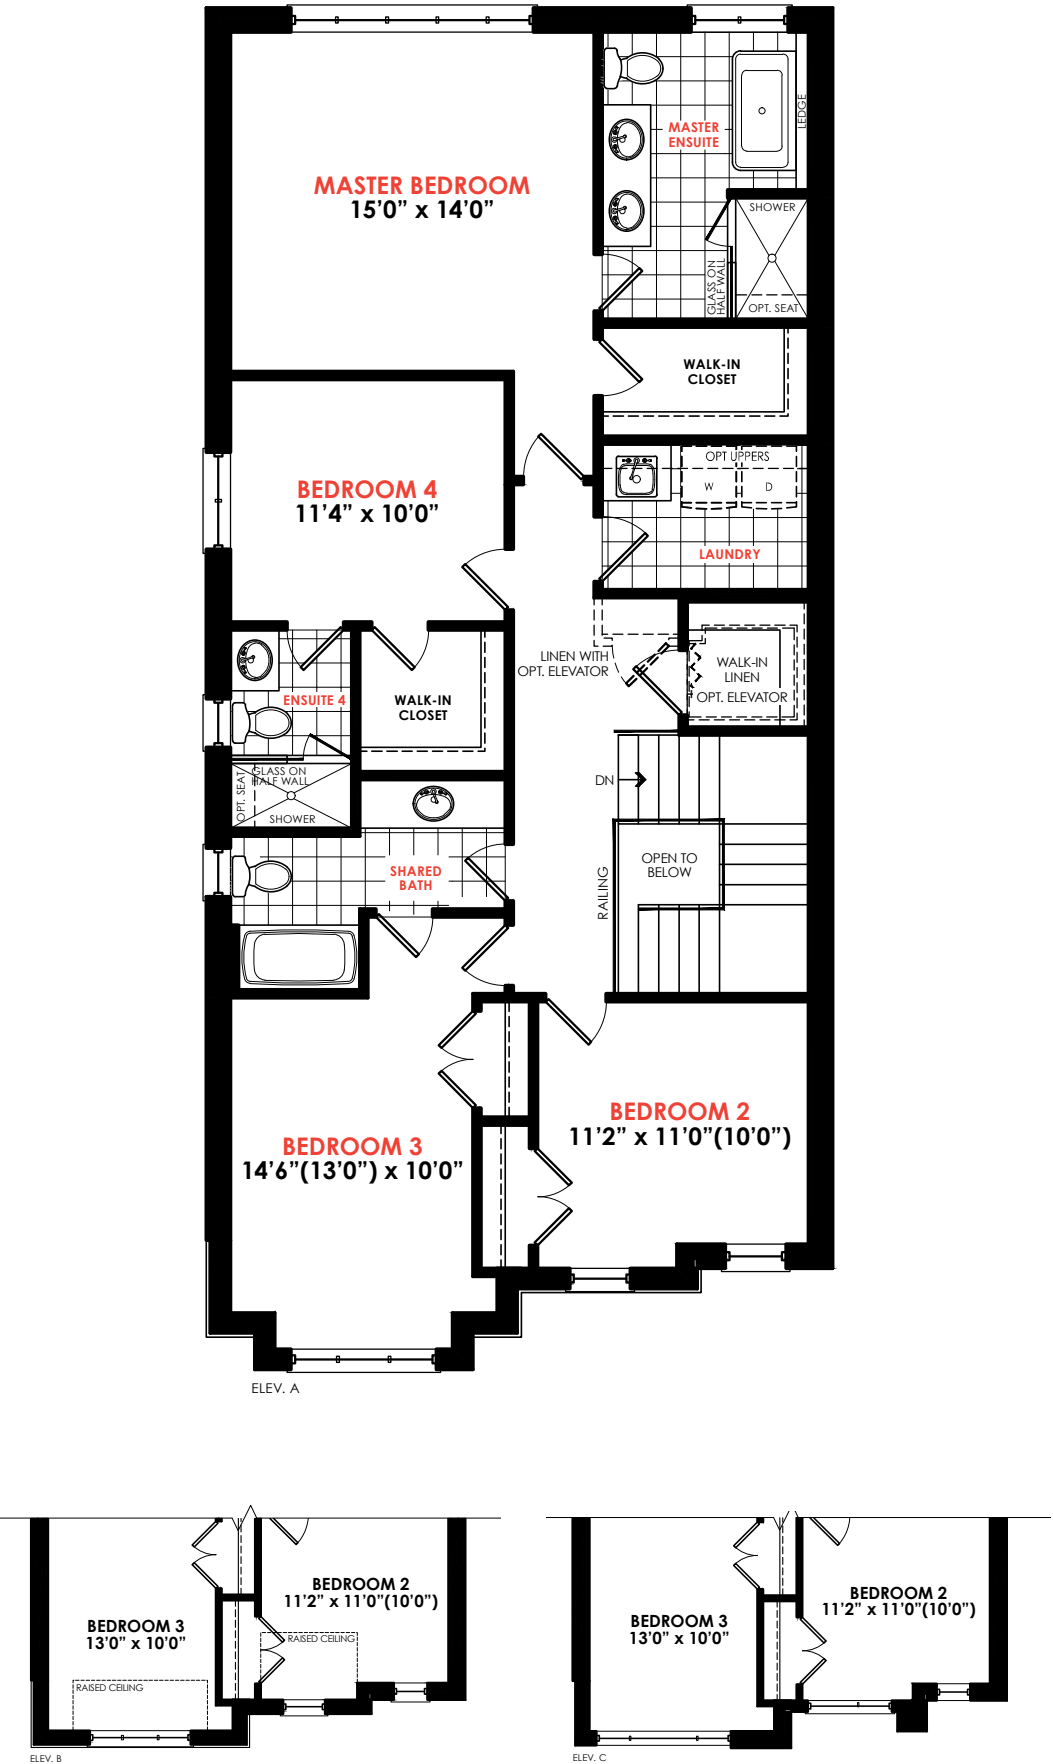 MASTER
ENSUITE
LEDGE
MASTER BEDROOM
15'0" x 14'0"
SHOWER
GLASS ON
HALF WALL
OPT. SEAT
WALK-IN
CLOSET
OPT UPPERS
W
D
BEDROOM 4
11'4" x 10'0"
LAUNDRY
LINEN WITH
OPT. ELEVATOR
WALK-IN
LINEN
OPT. ELEVATOR
ENSUITE 4
WALK-IN
CLOSET
GLASS ON
HALF WALL
OPT. SEAT
SHOWER
DN
OPEN TO
BELOW
RAILING
SHARED
BATH
BEDROOM 2
11'2" x 11'0"(10'0")
BEDROOM 3
14'6"(13'0") x 10'0"
ELEV. A
BEDROOM 2
11'2" x 11'0"(10'0")
BEDROOM 3
13'0" x 10'0"
RAISED CEILING
RAISED CEILING
ELEV. B
BEDROOM 2
11'2" x 11'0"(10'0")
BEDROOM 3
13'0" x 10'0"
ELEV. C